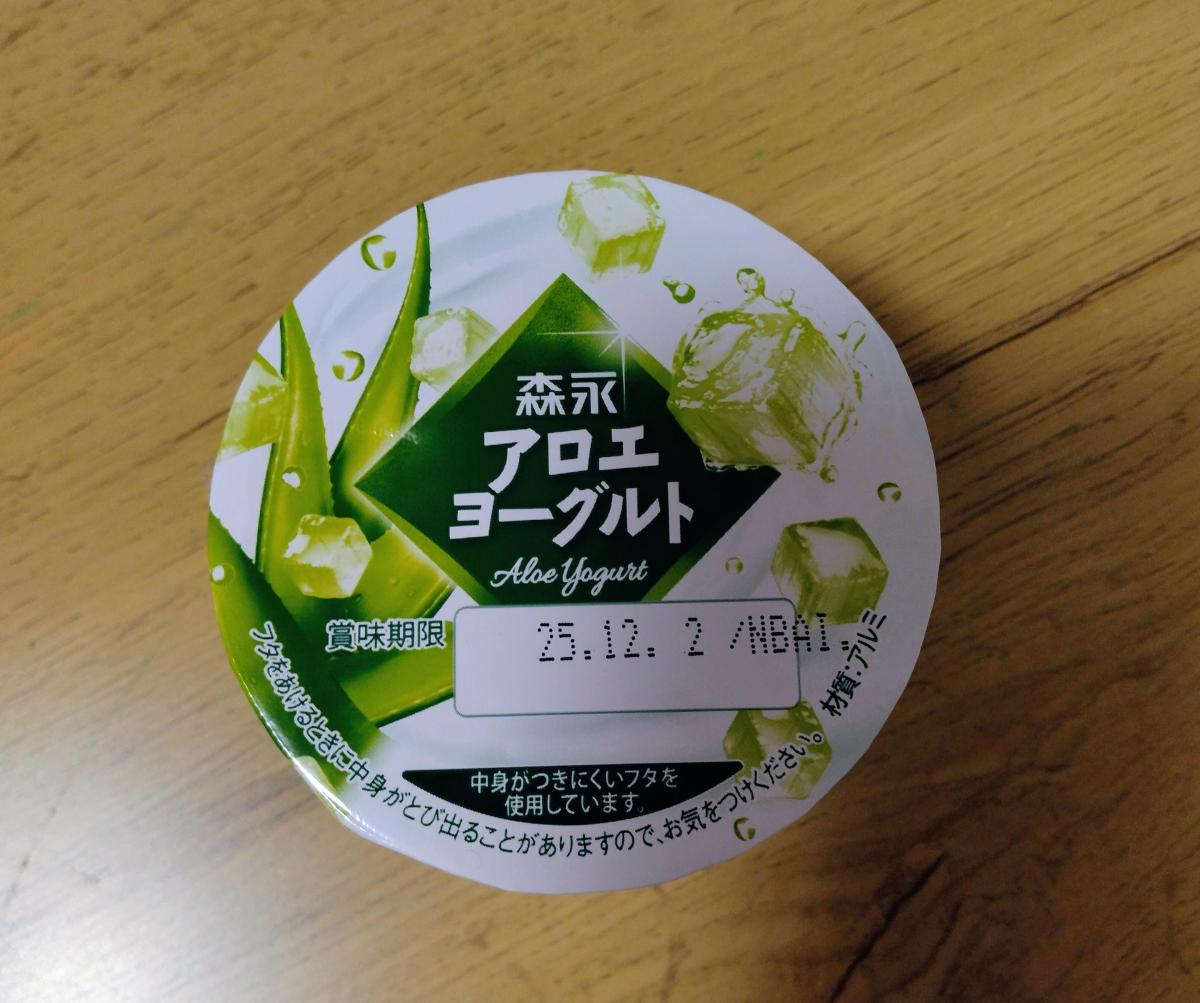 森永
アロエ
ヨーグルト
Aloe Yogurt
賞味期限
25.12. 2 /NBAI.
材質:アルミ
中身がつきにくいフタを
使用しています。
フタをあけるときに中身がとび出ることがありますので、お気をつけください。